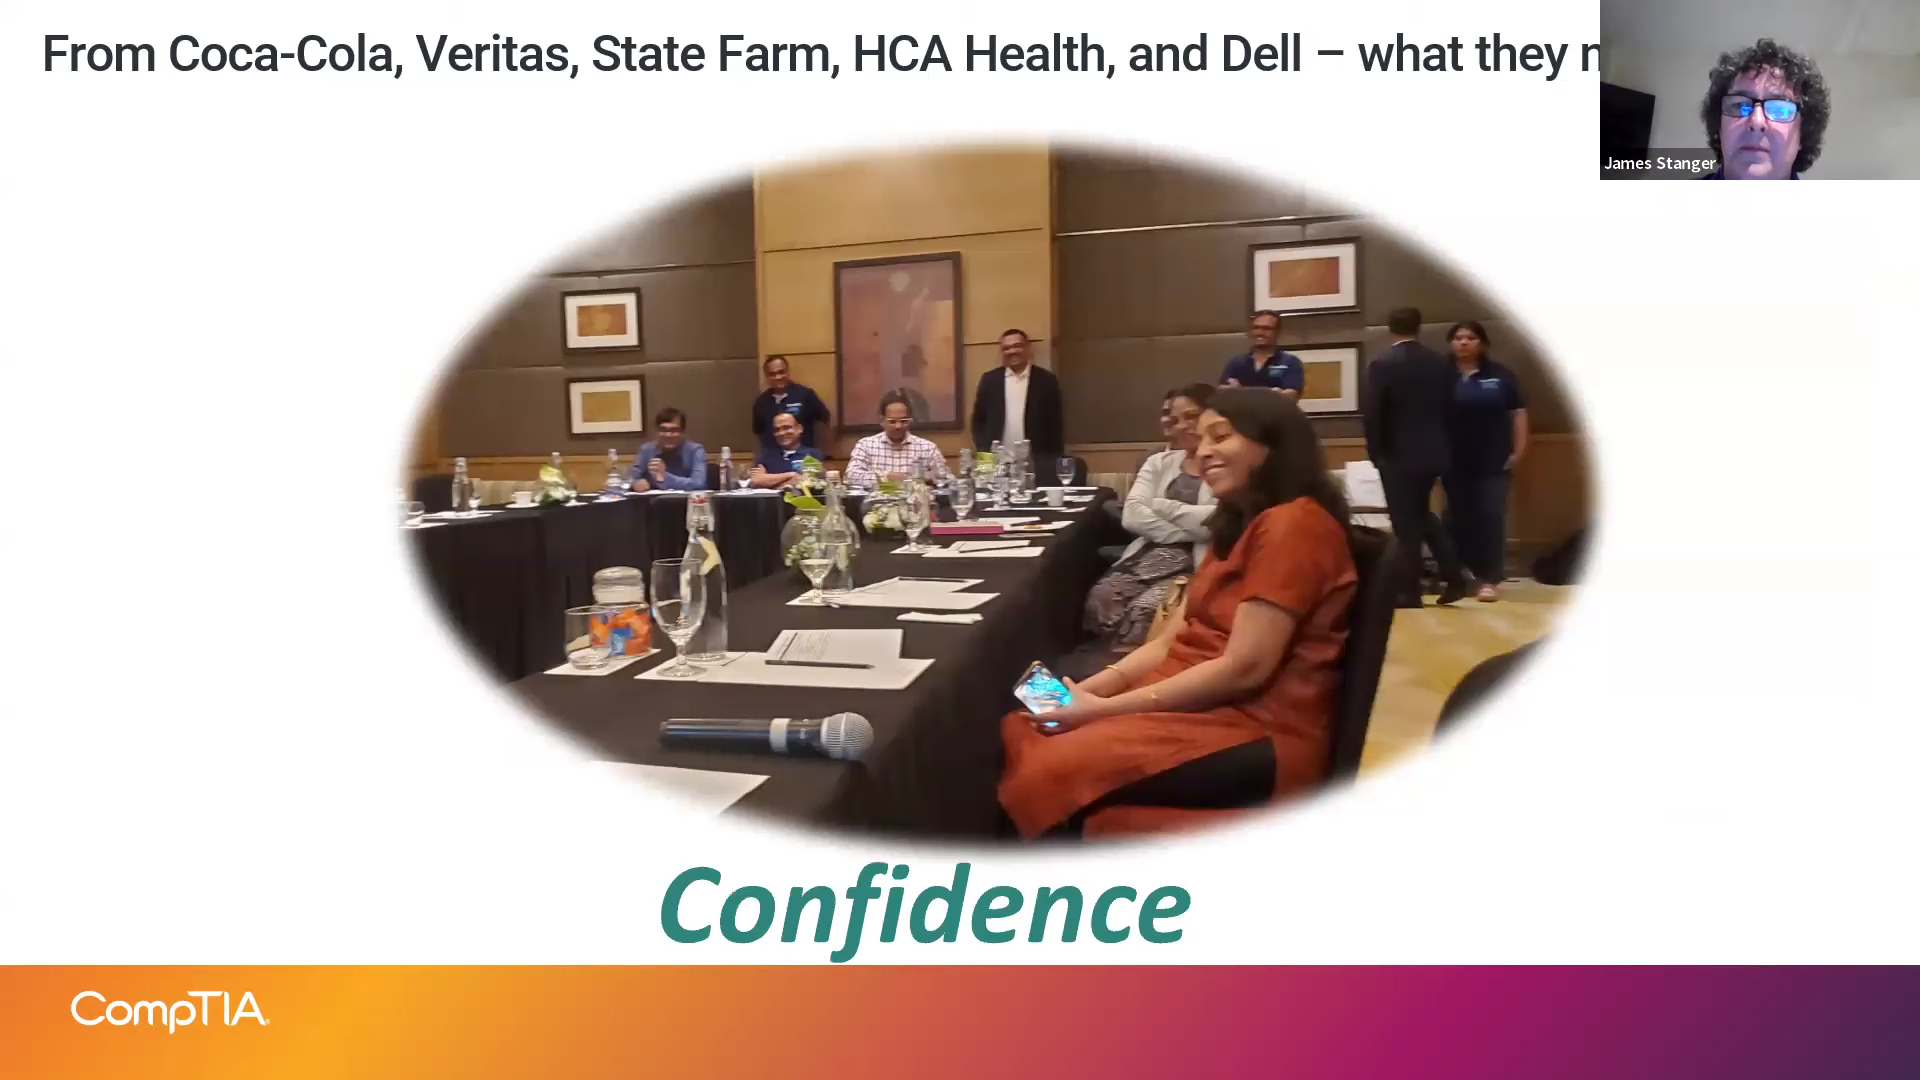 From Coca-Cola, Veritas, State Farm, HCA Health, and Dell – what they
James Stanger
Confidence
CompTIA